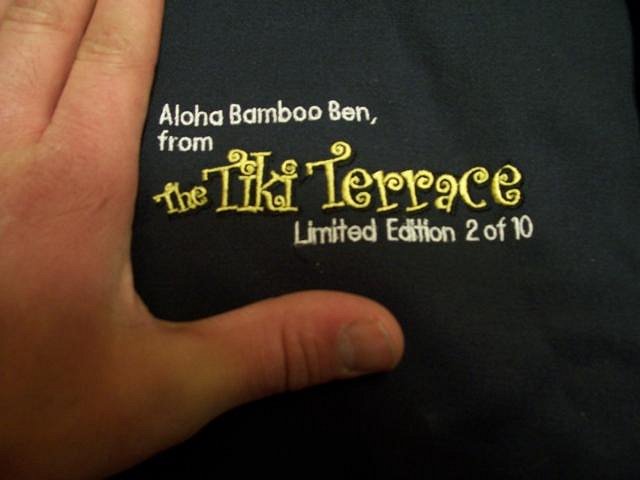 Aloha Bamboo Ben,
from
The Tiki Terrace
Limited Edition 2 of 10